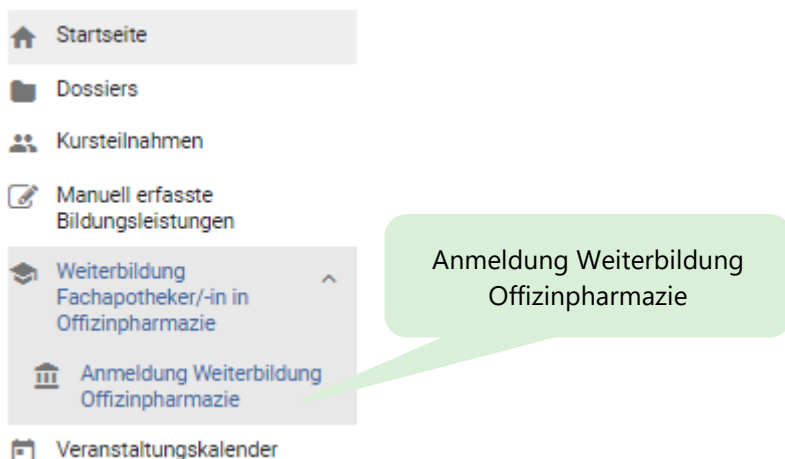 Startseite
Dossiers
Kursteilnahmen
Manuell erfasste
Bildungsleistungen
Weiterbildung
Fachapotheker/-in in
Offizinpharmazie
Anmeldung Weiterbildung
Offizinpharmazie
Veranstaltungskalender
Anmeldung Weiterbildung
Offizinpharmazie